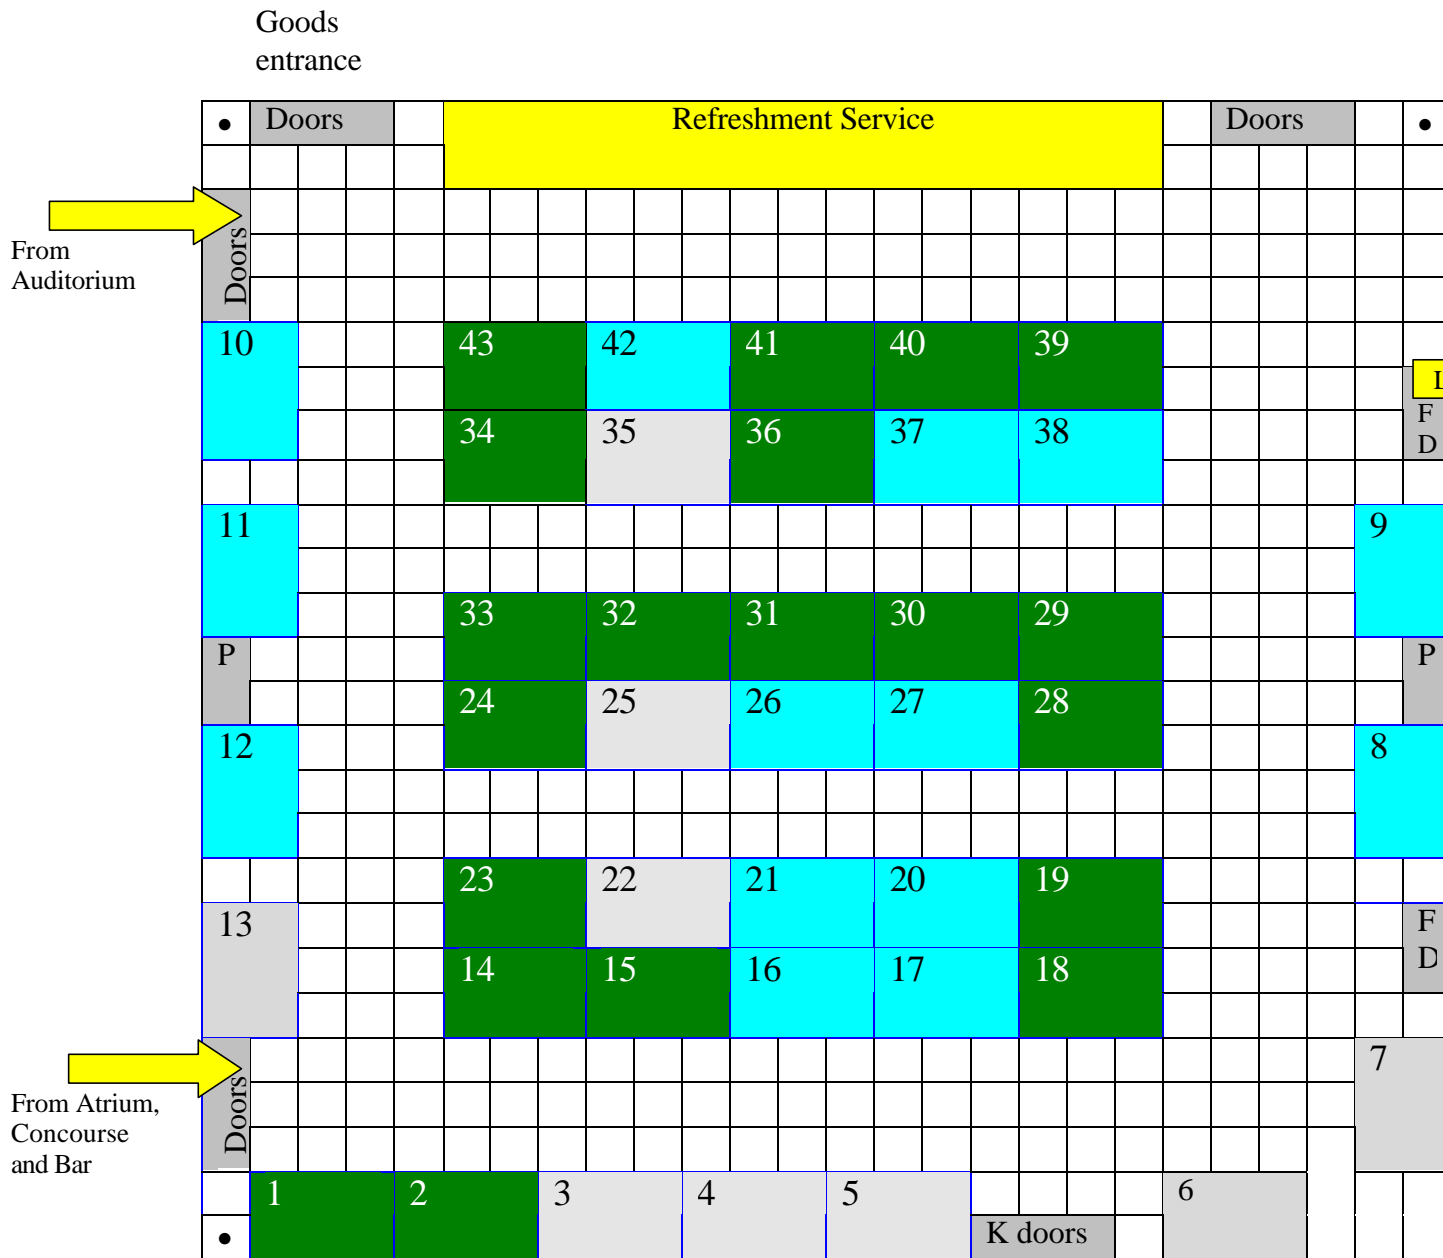 Goods
entrance
• Doors Refreshment Service Doors •
Doors
From
Auditorium
10 43 42 41 40 39
L
F
D
34 35 36 37 38
11 9
33 32 31 30 29
P P
24 25 26 27 28
12 8
23 22 21 20 19
13 F
D
14 15 16 17 18
Doors
7
From Atrium,
Concourse
and Bar
1 2 3 4 5 6
• K doors